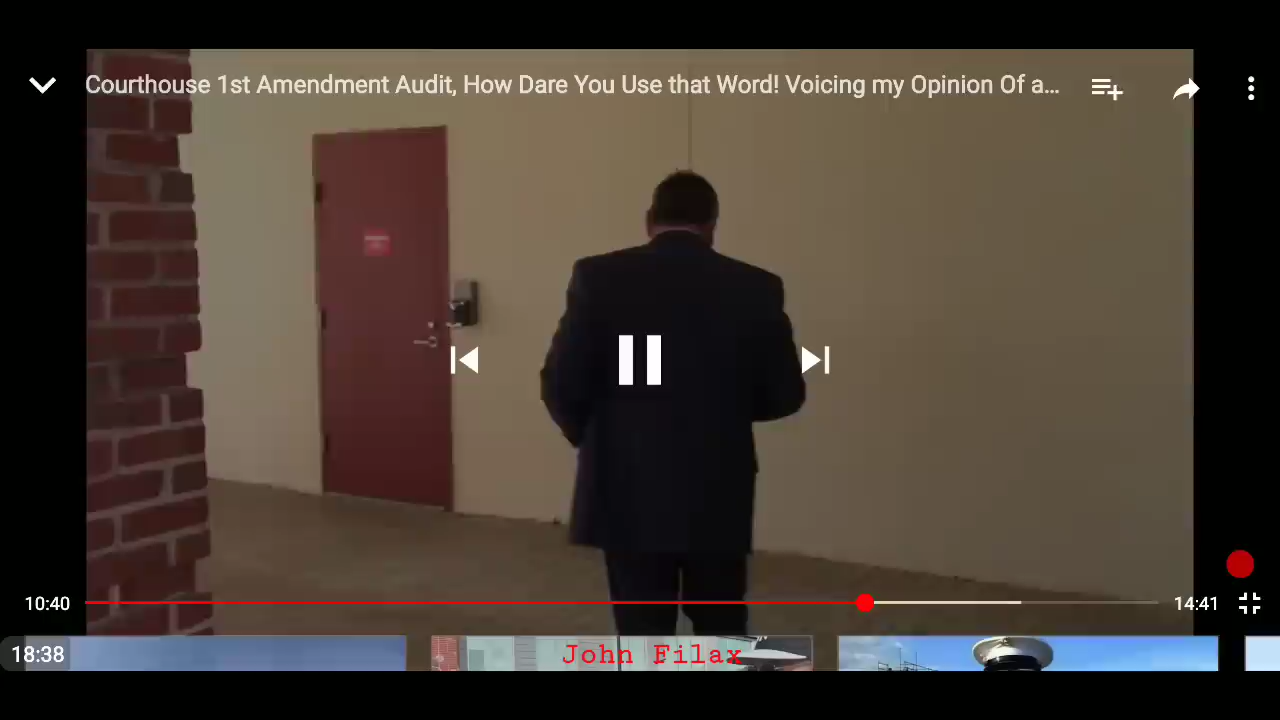 Courthouse 1st Amendment Audit, How Dare You Use that Word! Voicing my Opinion Of a...
10:40
14:41
18:38
John Filax